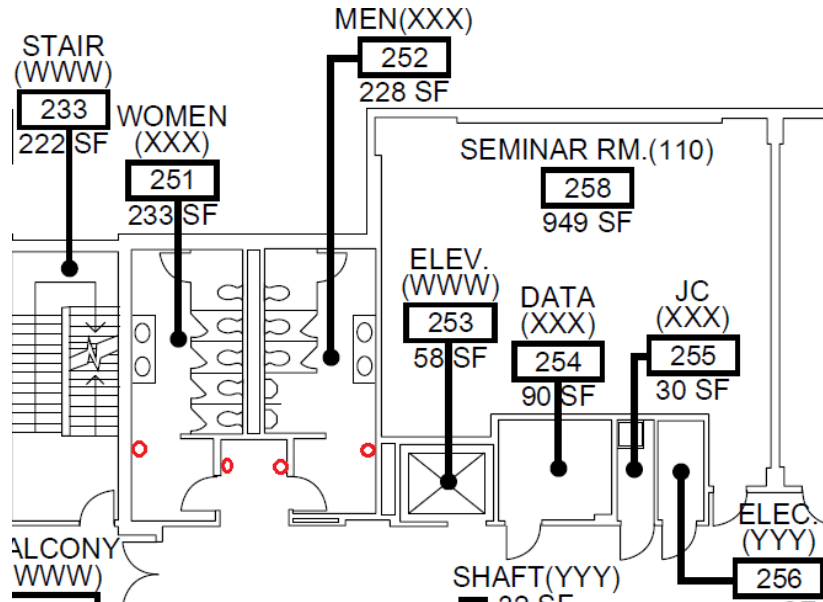 MEN(XXX)
252
228 SF
STAIR
(WWW)
233
222 SF
WOMEN
(XXX)
251
233 SF
SEMINAR RM.(110)
258
949 SF
ELEV.
(WWW)
253
58 SF
DATA
(XXX)
254
90 SF
JC
(XXX)
255
30 SF
ELEC.
(YYY)
256
ALCONY
WWW)
SHAFT(YYY)
32 SF